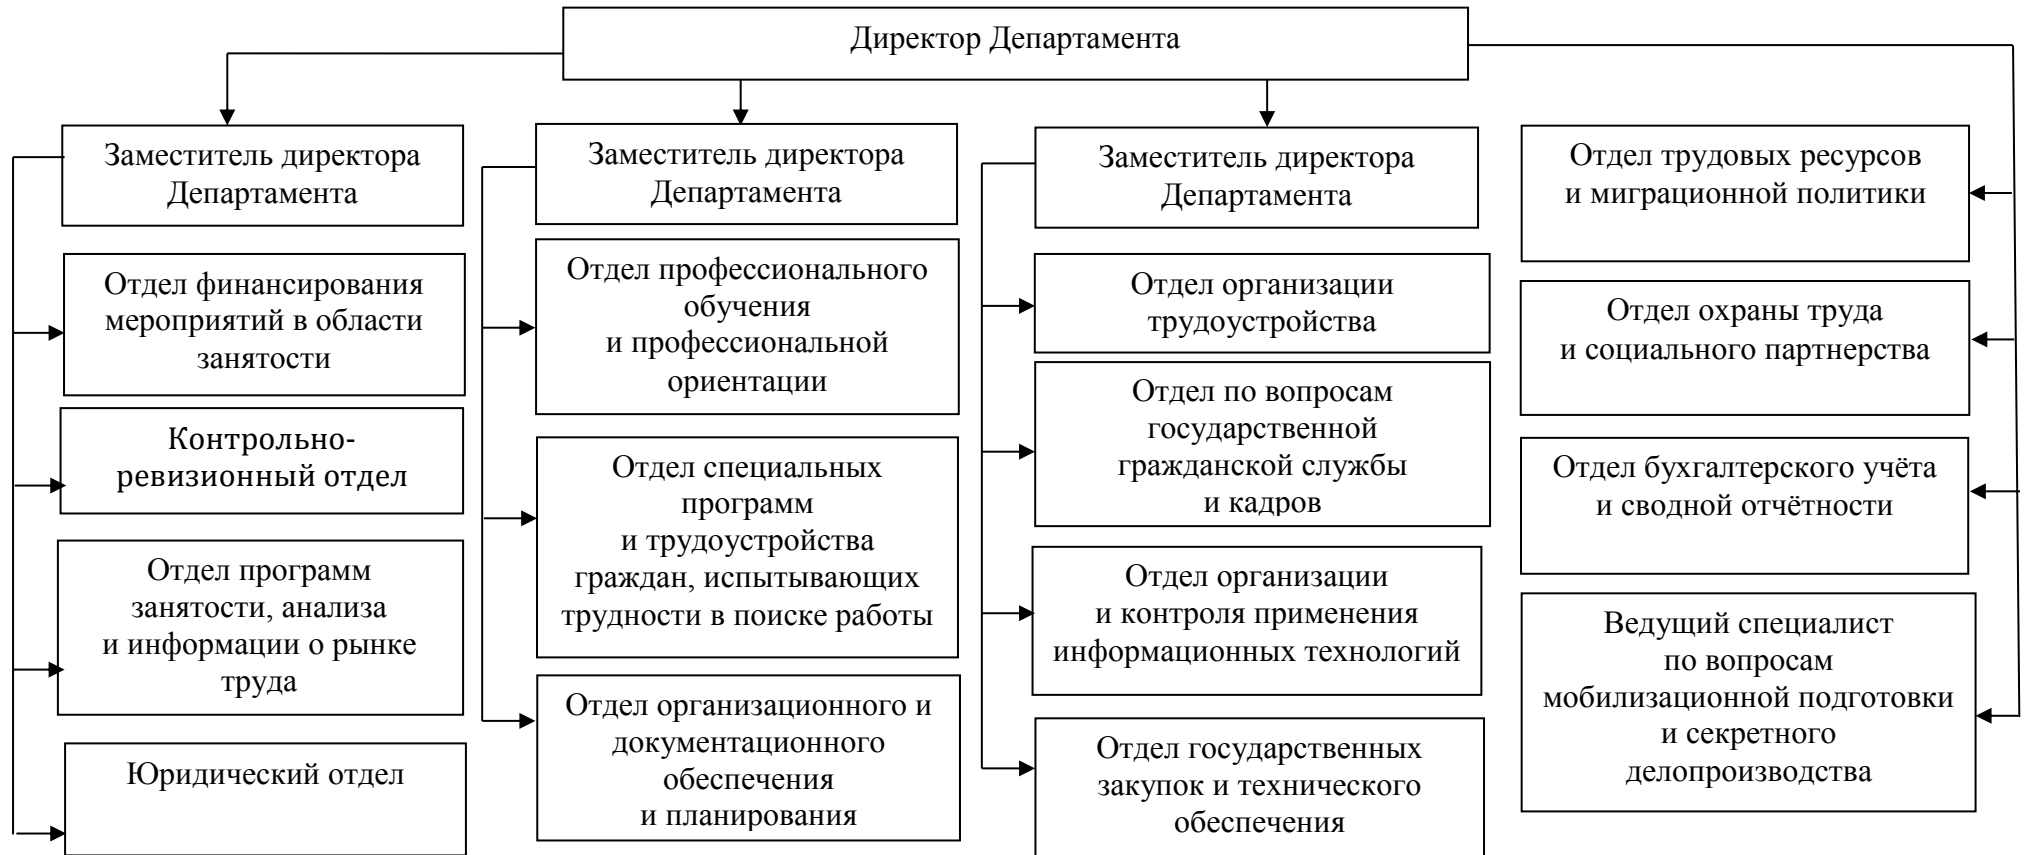 Директор Департамента
Заместитель директора
Департамента
Отдел финансирования
мероприятий в области
занятости
Контрольно-
ревизионный отдел
Отдел программ
занятости, анализа
и информации о рынке
труда
Юридический отдел
Заместитель директора
Департамента
Отдел профессионального
обучения
и профессиональной
ориентации
Отдел специальных
программ
и трудоустройства
граждан, испытывающих
трудности в поиске работы
Отдел организационного и
документационного
обеспечения
и планирования
Заместитель директора
Департамента
Отдел организации
трудоустройства
Отдел по вопросам
государственной
гражданской службы
и кадров
Отдел организации
и контроля применения
информационных технологий
Отдел государственных
закупок и технического
обеспечения
Отдел трудовых ресурсов
и миграционной политики
Отдел охраны труда
и социального партнерства
Отдел бухгалтерского учёта
и сводной отчётности
Ведущий специалист
по вопросам
мобилизационной подготовки
и секретного
делопроизводства